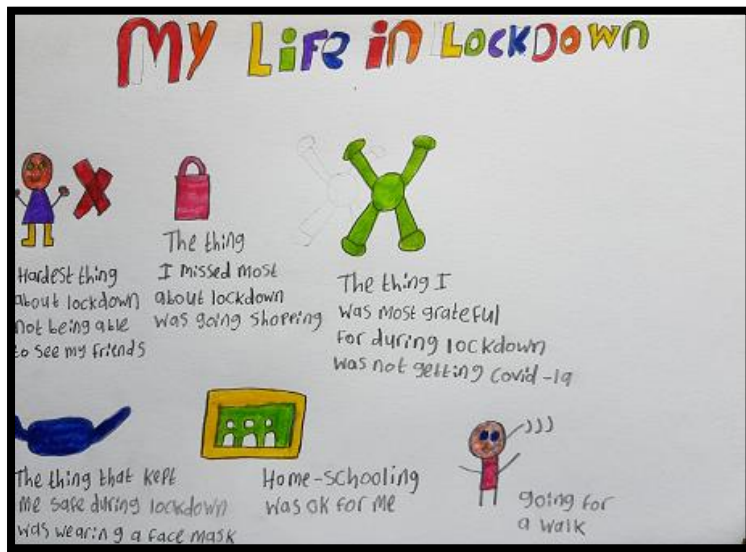 My Life in Lockdown
Hardest thing
about lockdown
not being able
to see my friends
The thing
I missed most
about lockdown
was going shopping
The thing I
was most grateful
for during lockdown
was not getting covid-19
The thing that kept
me safe during lockdown
was wearing a face mask
Home-schooling
was ok for me
going for
a walk